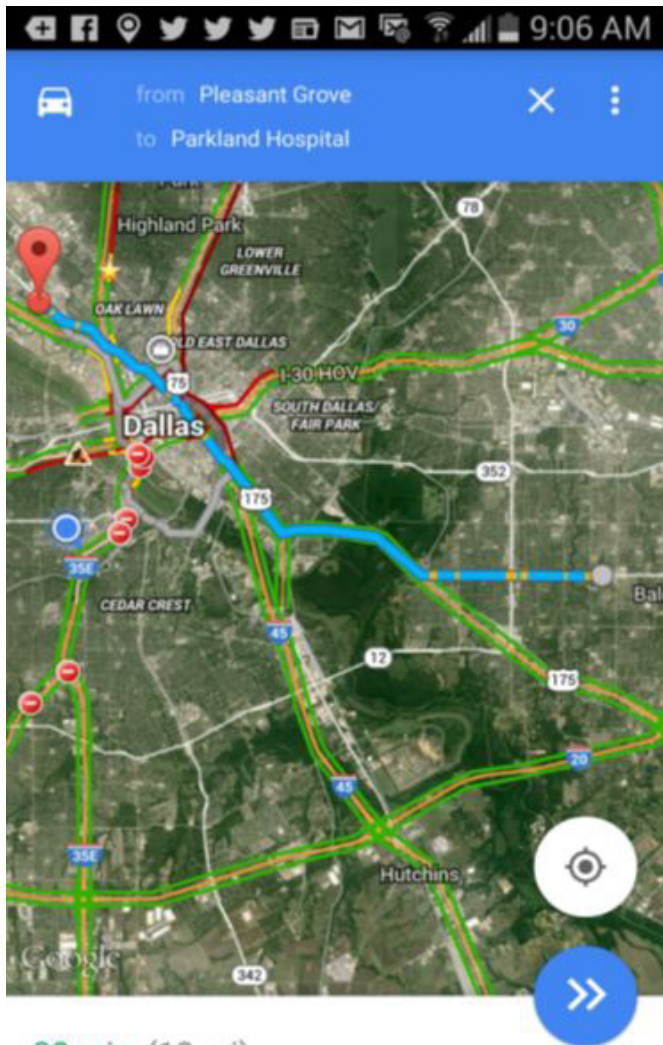 9:06 AM
from Pleasant Grove
to Parkland Hospital
78
Highland Park
LOWER
GREENVILLE
OAK LAWN
OLD EAST DALLAS
30
75
I-30 HOV
SOUTH DALLAS/
FAIR PARK
Dallas
352
175
35E
CEDAR CREST
45
12
175
20
45
35E
Hutchins
Google
342